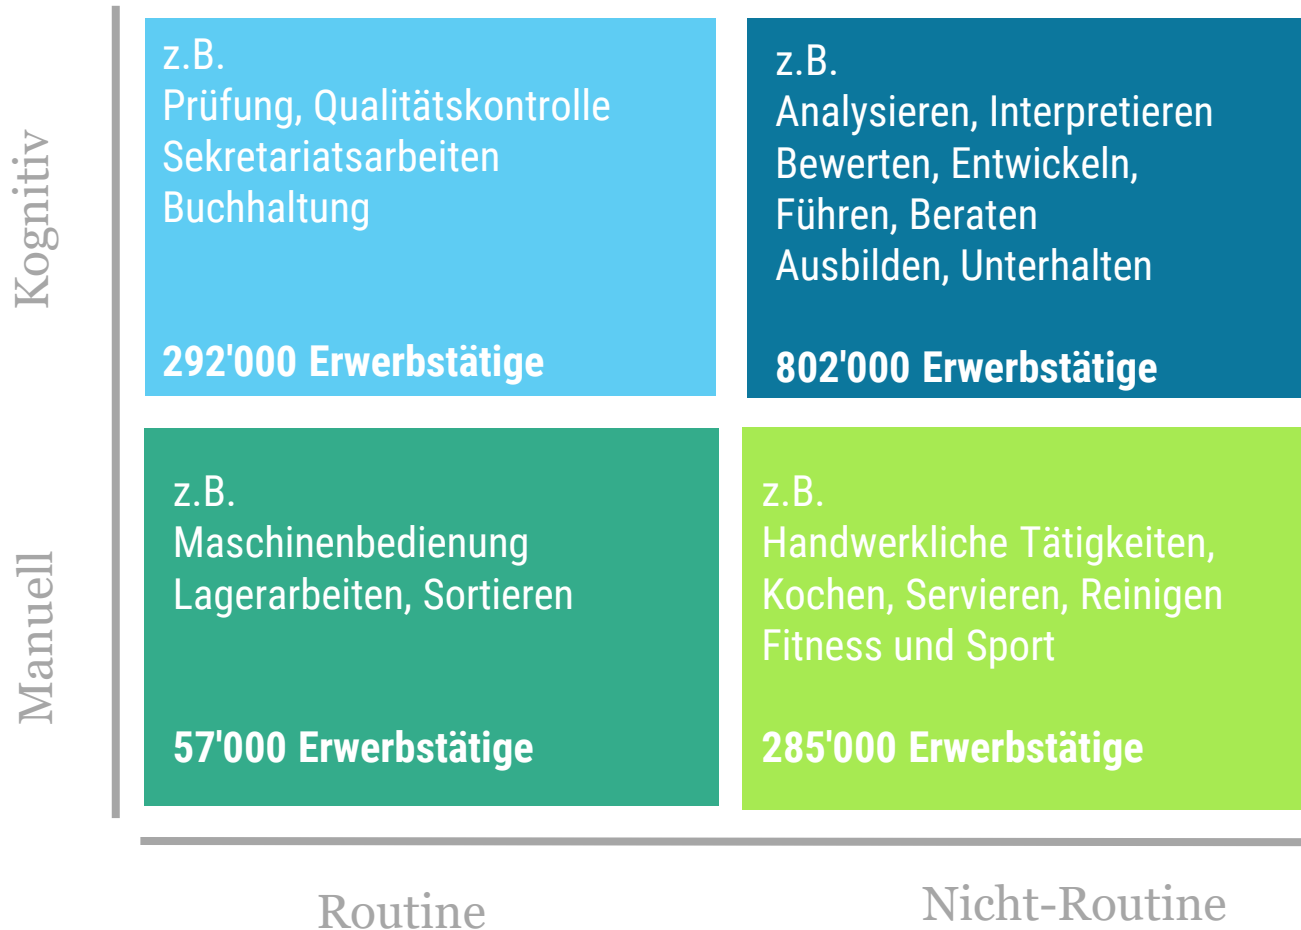 Kognitiv
z.B.
Prüfung, Qualitätskontrolle
Sekretariatsarbeiten
Buchhaltung
292'000 Erwerbstätige
z.B.
Analysieren, Interpretieren
Bewerten, Entwickeln,
Führen, Beraten
Ausbilden, Unterhalten
802'000 Erwerbstätige
Manuell
z.B.
Maschinenbedienung
Lagerarbeiten, Sortieren
57'000 Erwerbstätige
z.B.
Handwerkliche Tätigkeiten,
Kochen, Servieren, Reinigen
Fitness und Sport
285'000 Erwerbstätige
Routine
Nicht-Routine